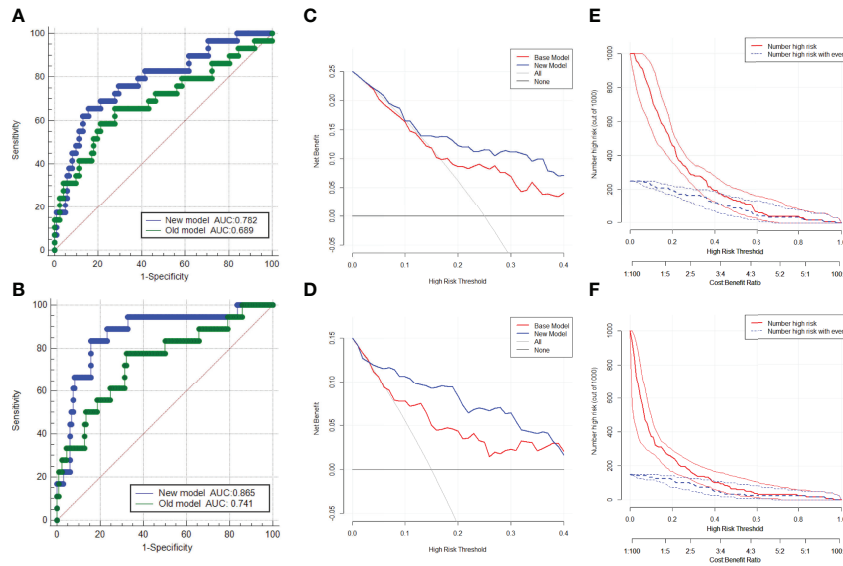 A
100
80
60
40
20
0
Sensitivity
New model AUC:0.782
Old model AUC:0.689
0 20 40 60 80 100
1-Specificity
C
0.25
0.20
0.15
0.10
0.05
0.00
-0.05
Net Benefit
Base Model
New Model
All
None
0.0 0.1 0.2 0.3 0.4
High Risk Threshold
E
1000
800
600
400
200
0
Number high risk (out of 1000)
Number high risk
Number high risk with even
0.0 0.2 0.4 0.6 0.8 1.0
High Risk Threshold
1:100 1:5 2:5 3:4 4:3 5:2 5:1 100:
Cost:Benefit Ratio
B
100
80
60
40
20
0
Sensitivity
New model AUC:0.865
Old model AUC: 0.741
0 20 40 60 80 100
1-Specificity
D
0.15
0.10
0.05
0.00
-0.05
Net Benefit
Base Model
New Model
All
None
0.0 0.1 0.2 0.3 0.4
High Risk Threshold
F
1000
800
600
400
200
0
Number high risk (out of 1000)
Number high risk
Number high risk with even
0.0 0.2 0.4 0.8 1.0
High Risk Threshold
1:100 1:5 2:5 3:4 4:3 5:2 5:1 100:
Cost:Benefit Ratio